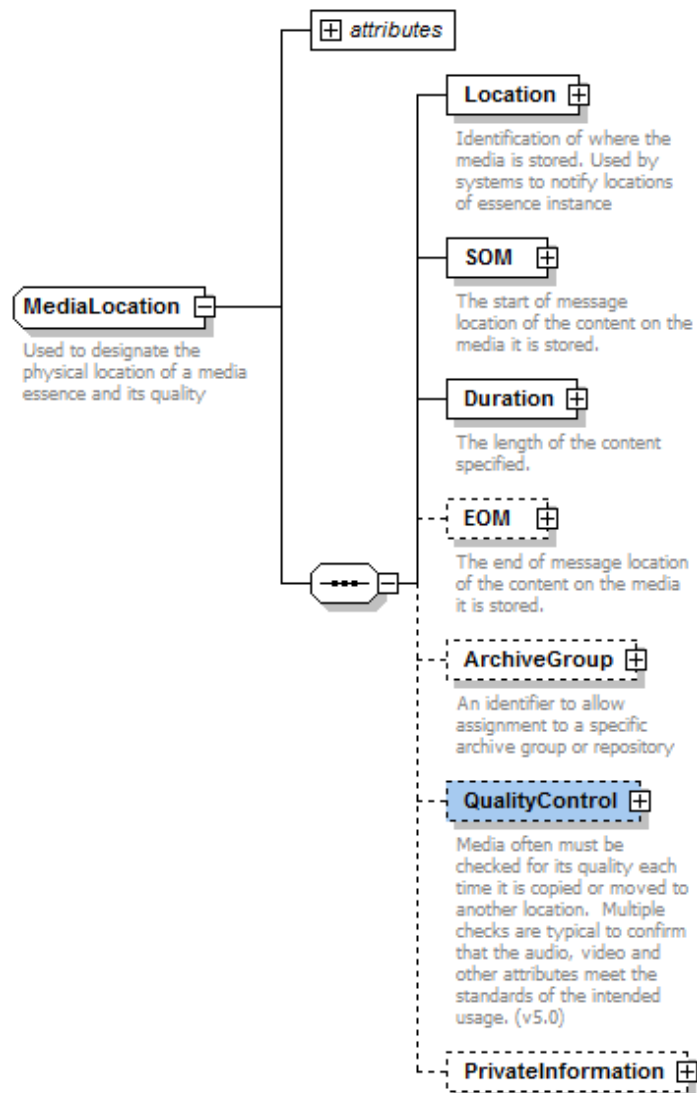 attributes
Location
Identification of where the
media is stored. Used by
systems to notify locations
of essence instance
SOM
The start of message
location of the content on the
media it is stored.
MediaLocation
Used to designate the
physical location of a media
essence and its quality
Duration
The length of the content
specified.
EOM
The end of message location
of the content on the media
it is stored.
ArchiveGroup
An identifier to allow
assignment to a specific
archive group or repository
QualityControl
Media often must be
checked for its quality each
time it is copied or moved to
another location.  Multiple
checks are typical to confirm
that the audio, video and
other attributes meet the
standards of the intended
usage. (v5.0)
PrivateInformation